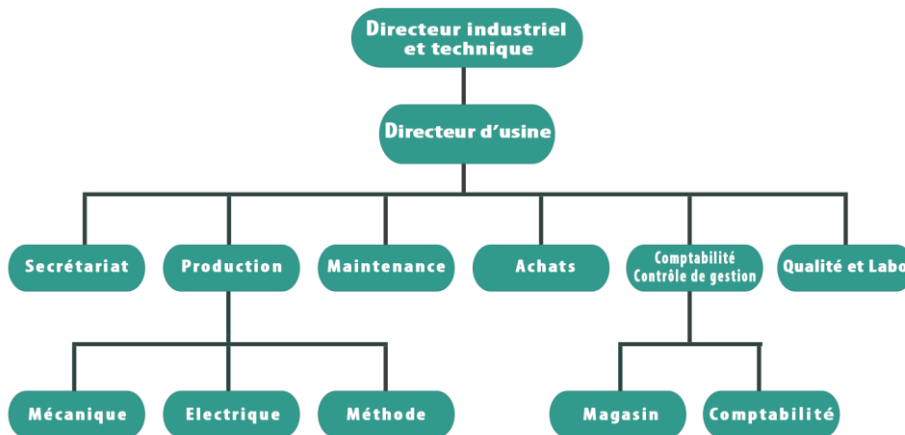 Directeur industriel
et technique
Directeur d'usine
Secrétariat
Production
Maintenance
Achats
Comptabilité
Contrôle de gestion
Qualité et Labo
Mécanique
Electrique
Méthode
Magasin
Comptabilité